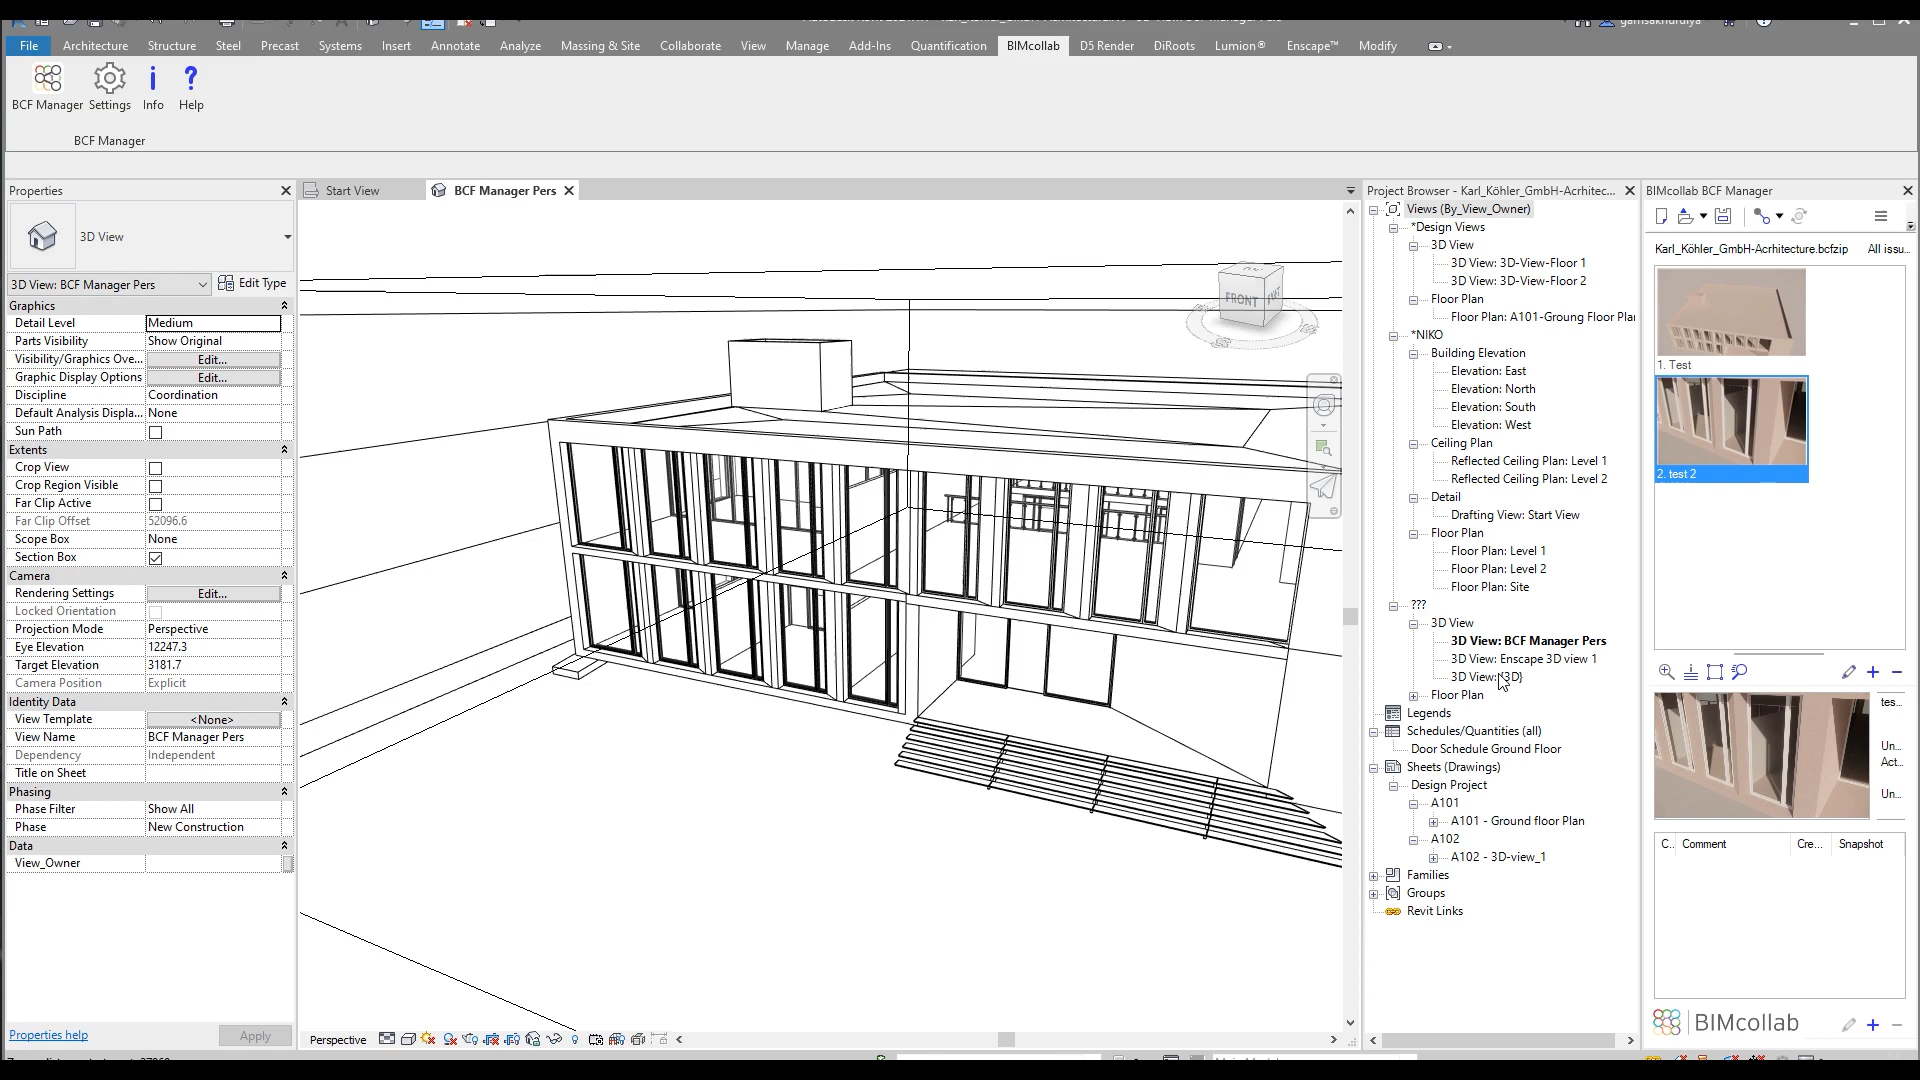 File Architecture Structure Steel Precast Systems Insert Annotate Analyze Massing & Site Collaborate View Manage Add-Ins Quantification BIMcollab D5 Render DiRoots Lumion® Enscape™ Modify
BCF Manager Settings Info Help
BCF Manager
Properties
3D View
3D View: BCF Manager Pers Edit Type
Graphics
Detail Level Medium
Parts Visibility Show Original
Visibility/Graphics Ove... Edit...
Graphic Display Options Edit...
Discipline Coordination
Default Analysis Displa... None
Sun Path
Extents
Crop View
Crop Region Visible
Far Clip Active
Far Clip Offset 52096.6
Scope Box None
Section Box
Camera
Rendering Settings Edit...
Locked Orientation
Projection Mode Perspective
Eye Elevation 12247.3
Target Elevation 3181.7
Camera Position Explicit
Identity Data
View Template <None>
View Name BCF Manager Pers
Dependency Independent
Title on Sheet
Phasing
Phase Filter Show All
Phase New Construction
Data
View_Owner
Properties help Apply
Start View BCF Manager Pers
FRONT
Perspective
Project Browser - Karl_Köhler_GmbH-Acrhitec...
Views (By_View_Owner)
*Design Views
3D View
3D View: 3D-View-Floor 1
3D View: 3D-View-Floor 2
Floor Plan
Floor Plan: A101-Groung Floor Pla
*NIKO
Building Elevation
Elevation: East
Elevation: North
Elevation: South
Elevation: West
Ceiling Plan
Reflected Ceiling Plan: Level 1
Reflected Ceiling Plan: Level 2
Detail
Drafting View: Start View
Floor Plan
Floor Plan: Level 1
Floor Plan: Level 2
Floor Plan: Site
???
3D View
3D View: BCF Manager Pers
3D View: Enscape 3D view 1
3D View: {3D}
Floor Plan
Legends
Schedules/Quantities (all)
Door Schedule Ground Floor
Sheets (Drawings)
Design Project
A101
A101 - Ground floor Plan
A102
A102 - 3D-view_1
Families
Groups
Revit Links
BIMcollab BCF Manager
Karl_Köhler_GmbH-Acrhitecture.bcfzip All issu...
1. Test
2. test 2
tes...
Un...
Act...
Un...
C.. Comment Cre... Snapshot
BIMcollab